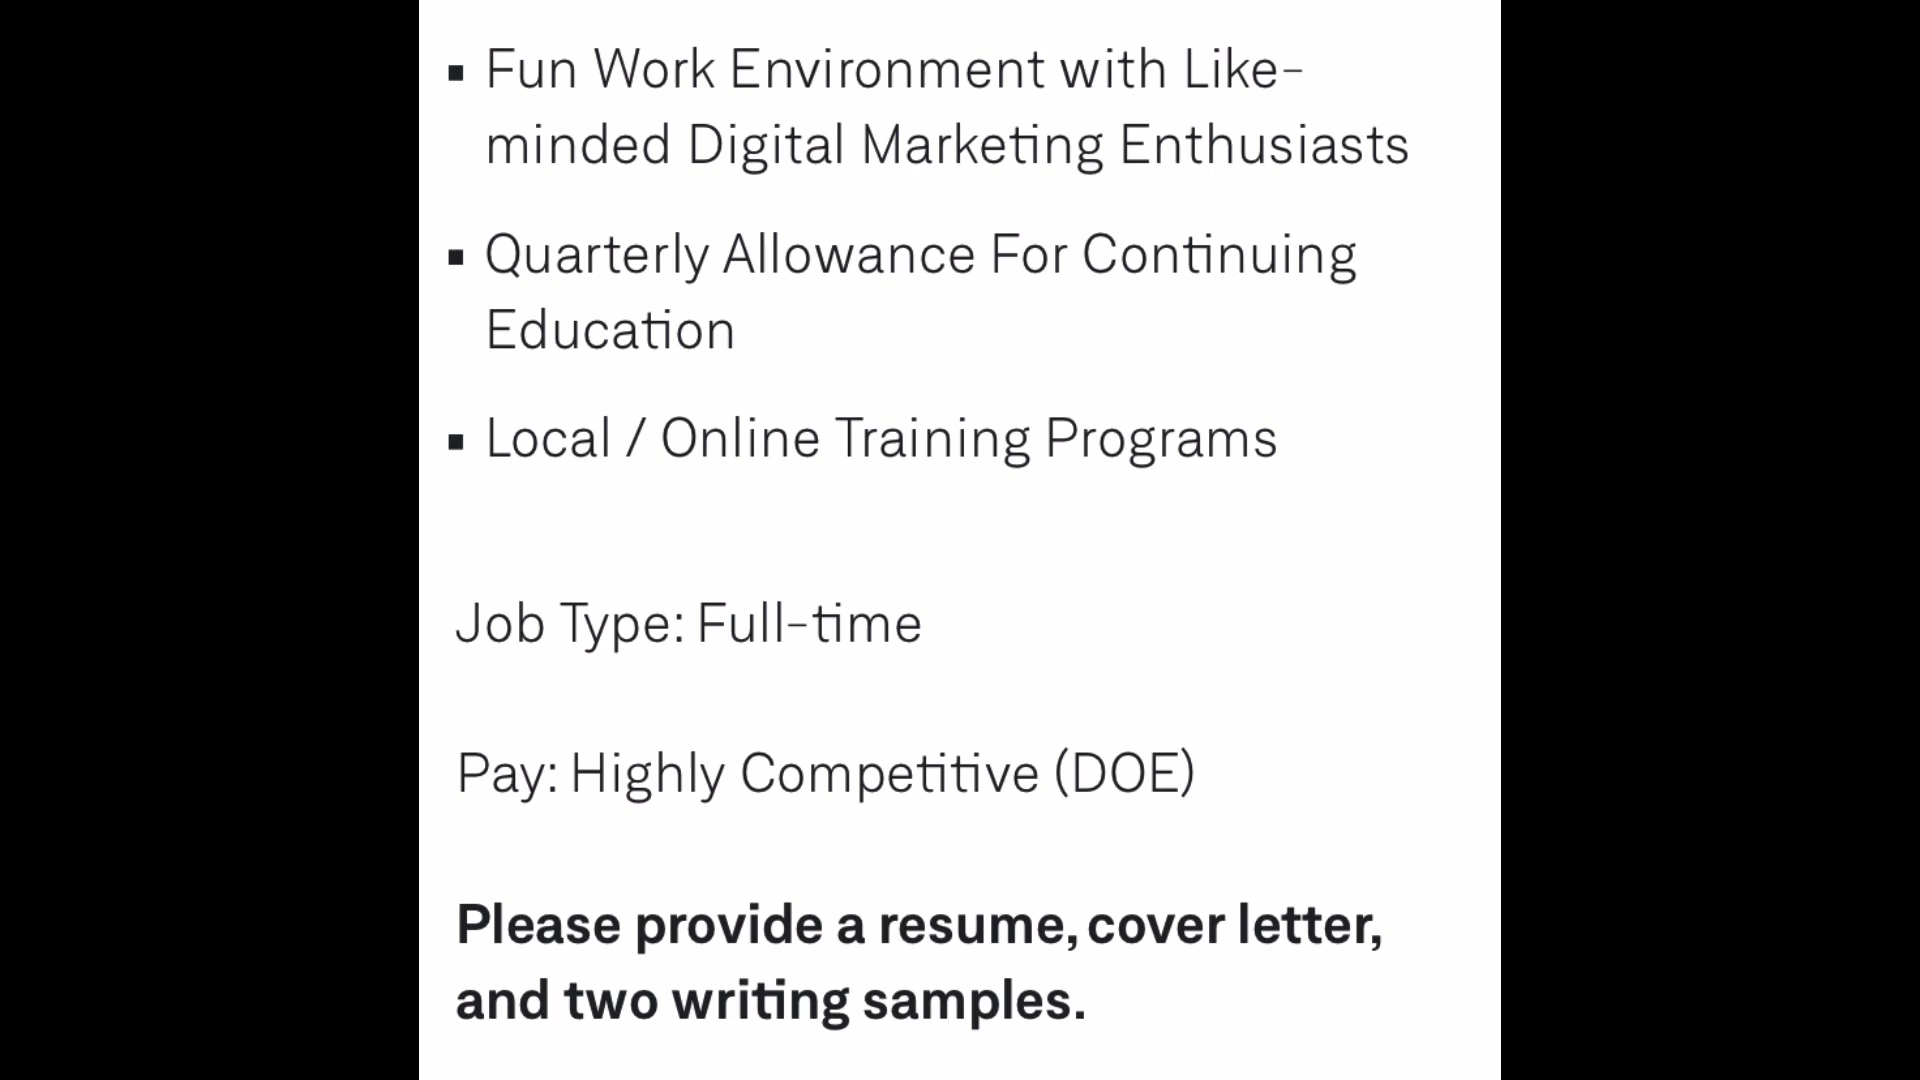 ▪ Fun Work Environment with Like-
minded Digital Marketing Enthusiasts
▪ Quarterly Allowance For Continuing
Education
▪ Local / Online Training Programs
Job Type: Full-time
Pay: Highly Competitive (DOE)
Please provide a resume, cover letter,
and two writing samples.